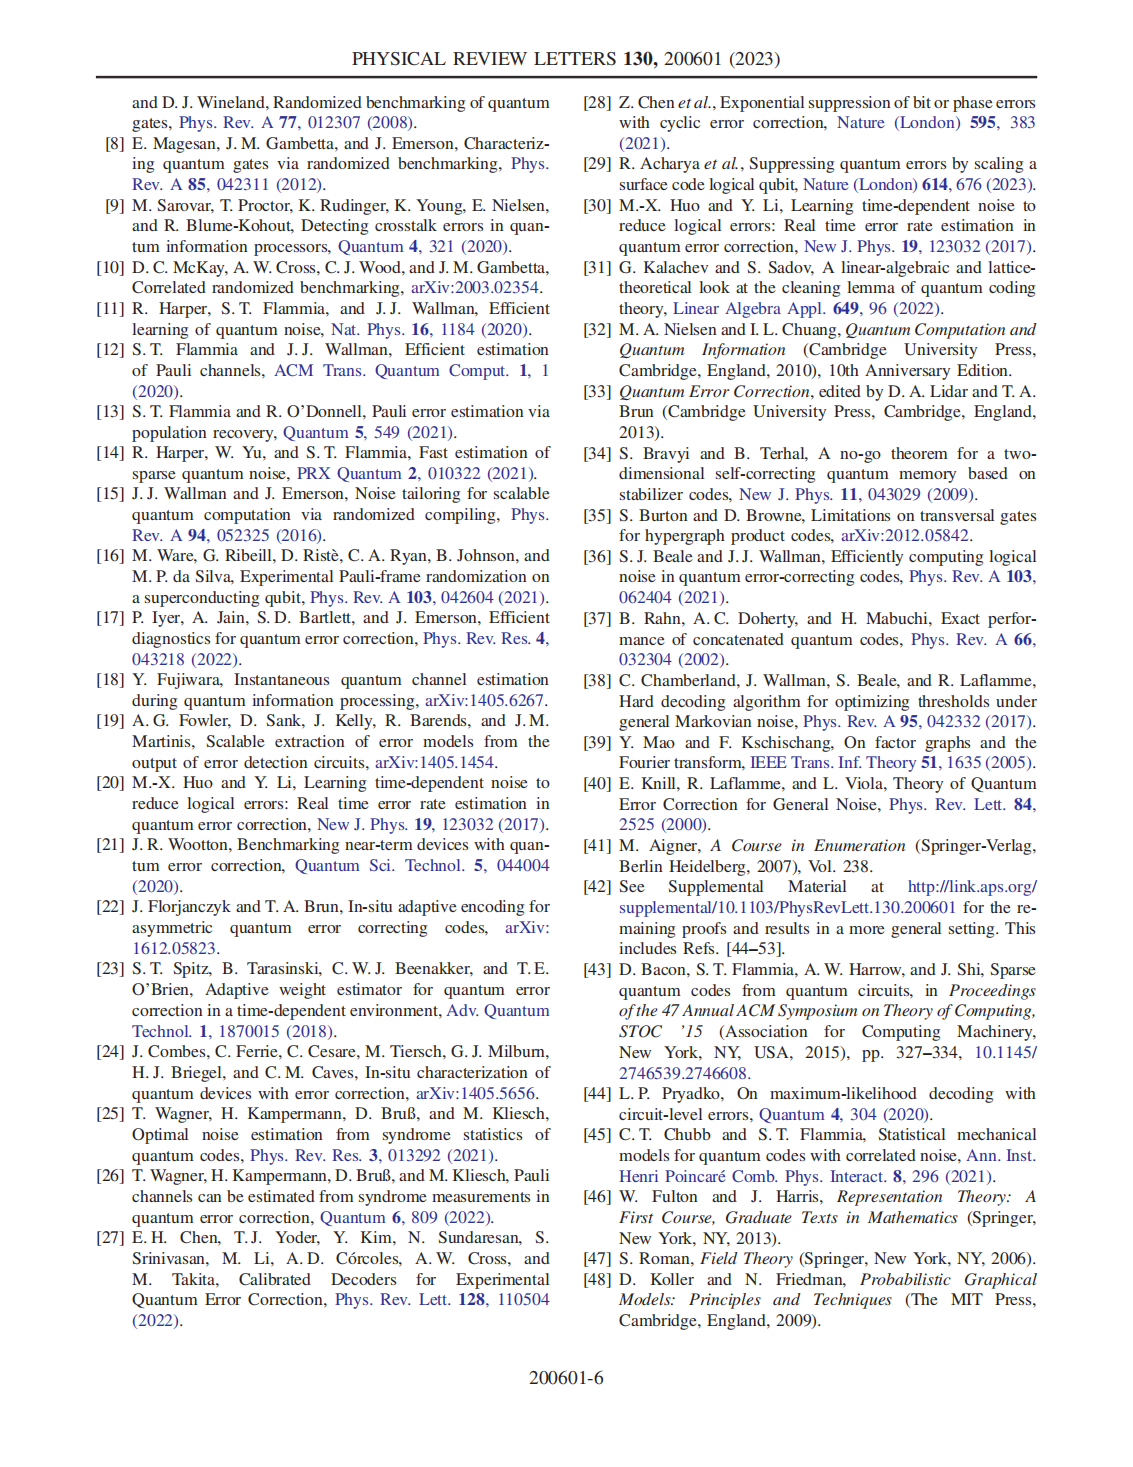 PHYSICAL REVIEW LETTERS 130, 200601 (2023)
and D. J. Wineland, Randomized benchmarking of quantum
gates, Phys. Rev. A 77, 012307 (2008).
[8] E. Magesan, J. M. Gambetta, and J. Emerson, Characteriz-
ing quantum gates via randomized benchmarking, Phys.
Rev. A 85, 042311 (2012).
[9] M. Sarovar, T. Proctor, K. Rudinger, K. Young, E. Nielsen,
and R. Blume-Kohout, Detecting crosstalk errors in quan-
tum information processors, Quantum 4, 321 (2020).
[10] D. C. McKay, A. W. Cross, C. J. Wood, and J. M. Gambetta,
Correlated randomized benchmarking, arXiv:2003.02354.
[11] R. Harper, S. T. Flammia, and J. J. Wallman, Efficient
learning of quantum noise, Nat. Phys. 16, 1184 (2020).
[12] S. T. Flammia and J. J. Wallman, Efficient estimation
of Pauli channels, ACM Trans. Quantum Comput. 1, 1
(2020).
[13] S. T. Flammia and R. O’Donnell, Pauli error estimation via
population recovery, Quantum 5, 549 (2021).
[14] R. Harper, W. Yu, and S. T. Flammia, Fast estimation of
sparse quantum noise, PRX Quantum 2, 010322 (2021).
[15] J. J. Wallman and J. Emerson, Noise tailoring for scalable
quantum computation via randomized compiling, Phys.
Rev. A 94, 052325 (2016).
[16] M. Ware, G. Ribeill, D. Ristè, C. A. Ryan, B. Johnson, and
M. P. da Silva, Experimental Pauli-frame randomization on
a superconducting qubit, Phys. Rev. A 103, 042604 (2021).
[17] P. Iyer, A. Jain, S. D. Bartlett, and J. Emerson, Efficient
diagnostics for quantum error correction, Phys. Rev. Res. 4,
043218 (2022).
[18] Y. Fujiwara, Instantaneous quantum channel estimation
during quantum information processing, arXiv:1405.6267.
[19] A. G. Fowler, D. Sank, J. Kelly, R. Barends, and J. M.
Martinis, Scalable extraction of error models from the
output of error detection circuits, arXiv:1405.1454.
[20] M.-X. Huo and Y. Li, Learning time-dependent noise to
reduce logical errors: Real time error rate estimation in
quantum error correction, New J. Phys. 19, 123032 (2017).
[21] J. R. Wootton, Benchmarking near-term devices with quan-
tum error correction, Quantum Sci. Technol. 5, 044004
(2020).
[22] J. Florjanczyk and T. A. Brun, In-situ adaptive encoding for
asymmetric quantum error correcting codes, arXiv:
1612.05823.
[23] S. T. Spitz, B. Tarasinski, C. W. J. Beenakker, and T. E.
O’Brien, Adaptive weight estimator for quantum error
correction in a time-dependent environment, Adv. Quantum
Technol. 1, 1870015 (2018).
[24] J. Combes, C. Ferrie, C. Cesare, M. Tiersch, G. J. Milburn,
H. J. Briegel, and C. M. Caves, In-situ characterization of
quantum devices with error correction, arXiv:1405.5656.
[25] T. Wagner, H. Kampermann, D. Bruß, and M. Kliesch,
Optimal noise estimation from syndrome statistics of
quantum codes, Phys. Rev. Res. 3, 013292 (2021).
[26] T. Wagner, H. Kampermann, D. Bruß, and M. Kliesch, Pauli
channels can be estimated from syndrome measurements in
quantum error correction, Quantum 6, 809 (2022).
[27] E. H. Chen, T. J. Yoder, Y. Kim, N. Sundaresan, S.
Srinivasan, M. Li, A. D. Córcoles, A. W. Cross, and
M. Takita, Calibrated Decoders for Experimental
Quantum Error Correction, Phys. Rev. Lett. 128, 110504
(2022).
[28] Z. Chen et al., Exponential suppression of bit or phase errors
with cyclic error correction, Nature (London) 595, 383
(2021).
[29] R. Acharya et al., Suppressing quantum errors by scaling a
surface code logical qubit, Nature (London) 614, 676 (2023).
[30] M.-X. Huo and Y. Li, Learning time-dependent noise to
reduce logical errors: Real time error rate estimation in
quantum error correction, New J. Phys. 19, 123032 (2017).
[31] G. Kalachev and S. Sadov, A linear-algebraic and lattice-
theoretical look at the cleaning lemma of quantum coding
theory, Linear Algebra Appl. 649, 96 (2022).
[32] M. A. Nielsen and I. L. Chuang, Quantum Computation and
Quantum Information (Cambridge University Press,
Cambridge, England, 2010), 10th Anniversary Edition.
[33] Quantum Error Correction, edited by D. A. Lidar and T. A.
Brun (Cambridge University Press, Cambridge, England,
2013).
[34] S. Bravyi and B. Terhal, A no-go theorem for a two-
dimensional self-correcting quantum memory based on
stabilizer codes, New J. Phys. 11, 043029 (2009).
[35] S. Burton and D. Browne, Limitations on transversal gates
for hypergraph product codes, arXiv:2012.05842.
[36] S. J. Beale and J. J. Wallman, Efficiently computing logical
noise in quantum error-correcting codes, Phys. Rev. A 103,
062404 (2021).
[37] B. Rahn, A. C. Doherty, and H. Mabuchi, Exact perfor-
mance of concatenated quantum codes, Phys. Rev. A 66,
032304 (2002).
[38] C. Chamberland, J. Wallman, S. Beale, and R. Laflamme,
Hard decoding algorithm for optimizing thresholds under
general Markovian noise, Phys. Rev. A 95, 042332 (2017).
[39] Y. Mao and F. Kschischang, On factor graphs and the
Fourier transform, IEEE Trans. Inf. Theory 51, 1635 (2005).
[40] E. Knill, R. Laflamme, and L. Viola, Theory of Quantum
Error Correction for General Noise, Phys. Rev. Lett. 84,
2525 (2000).
[41] M. Aigner, A Course in Enumeration (Springer-Verlag,
Berlin Heidelberg, 2007), Vol. 238.
[42] See Supplemental Material at http://link.aps.org/
supplemental/10.1103/PhysRevLett.130.200601 for the re-
maining proofs and results in a more general setting. This
includes Refs. [44–53].
[43] D. Bacon, S. T. Flammia, A. W. Harrow, and J. Shi, Sparse
quantum codes from quantum circuits, in Proceedings
of the 47 Annual ACM Symposium on Theory of Computing,
STOC ’15 (Association for Computing Machinery,
New York, NY, USA, 2015), pp. 327–334, 10.1145/
2746539.2746608.
[44] L. P. Pryadko, On maximum-likelihood decoding with
circuit-level errors, Quantum 4, 304 (2020).
[45] C. T. Chubb and S. T. Flammia, Statistical mechanical
models for quantum codes with correlated noise, Ann. Inst.
Henri Poincaré Comb. Phys. Interact. 8, 296 (2021).
[46] W. Fulton and J. Harris, Representation Theory: A
First Course, Graduate Texts in Mathematics (Springer,
New York, NY, 2013).
[47] S. Roman, Field Theory (Springer, New York, NY, 2006).
[48] D. Koller and N. Friedman, Probabilistic Graphical
Models: Principles and Techniques (The MIT Press,
Cambridge, England, 2009).
200601-6